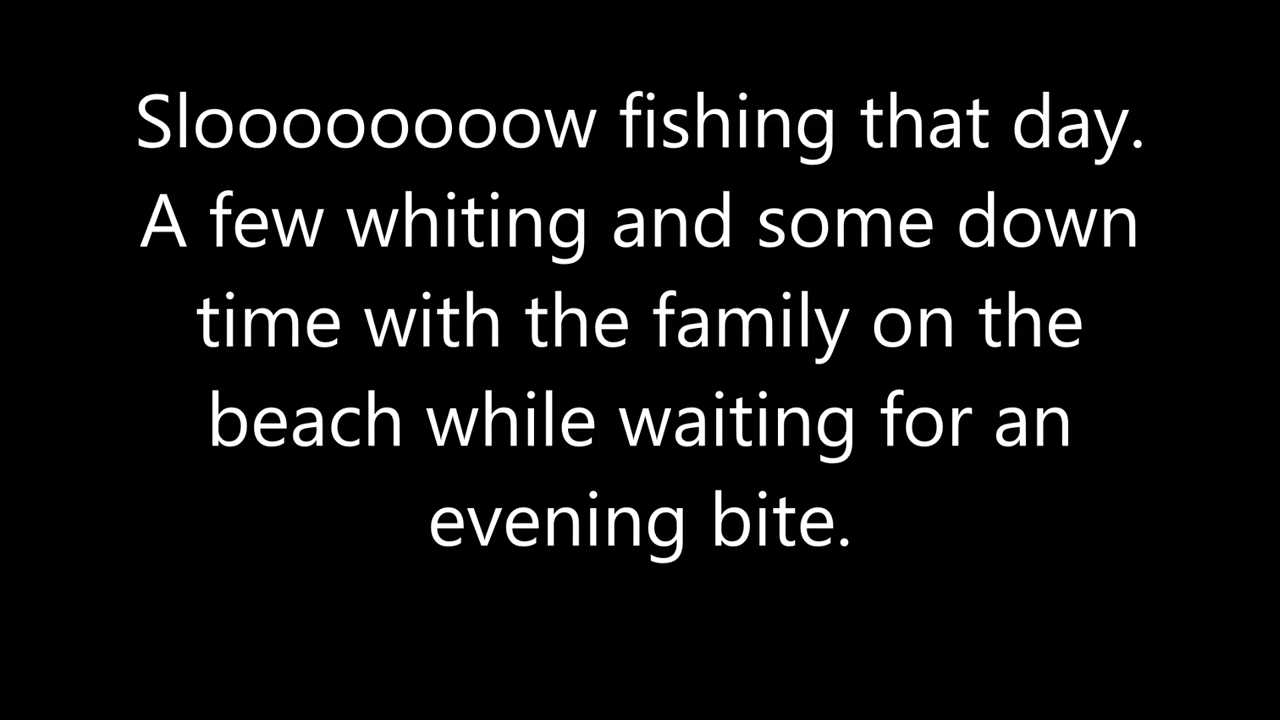 Sloooooooow fishing that day.
A few whiting and some down
time with the family on the
beach while waiting for an
evening bite.